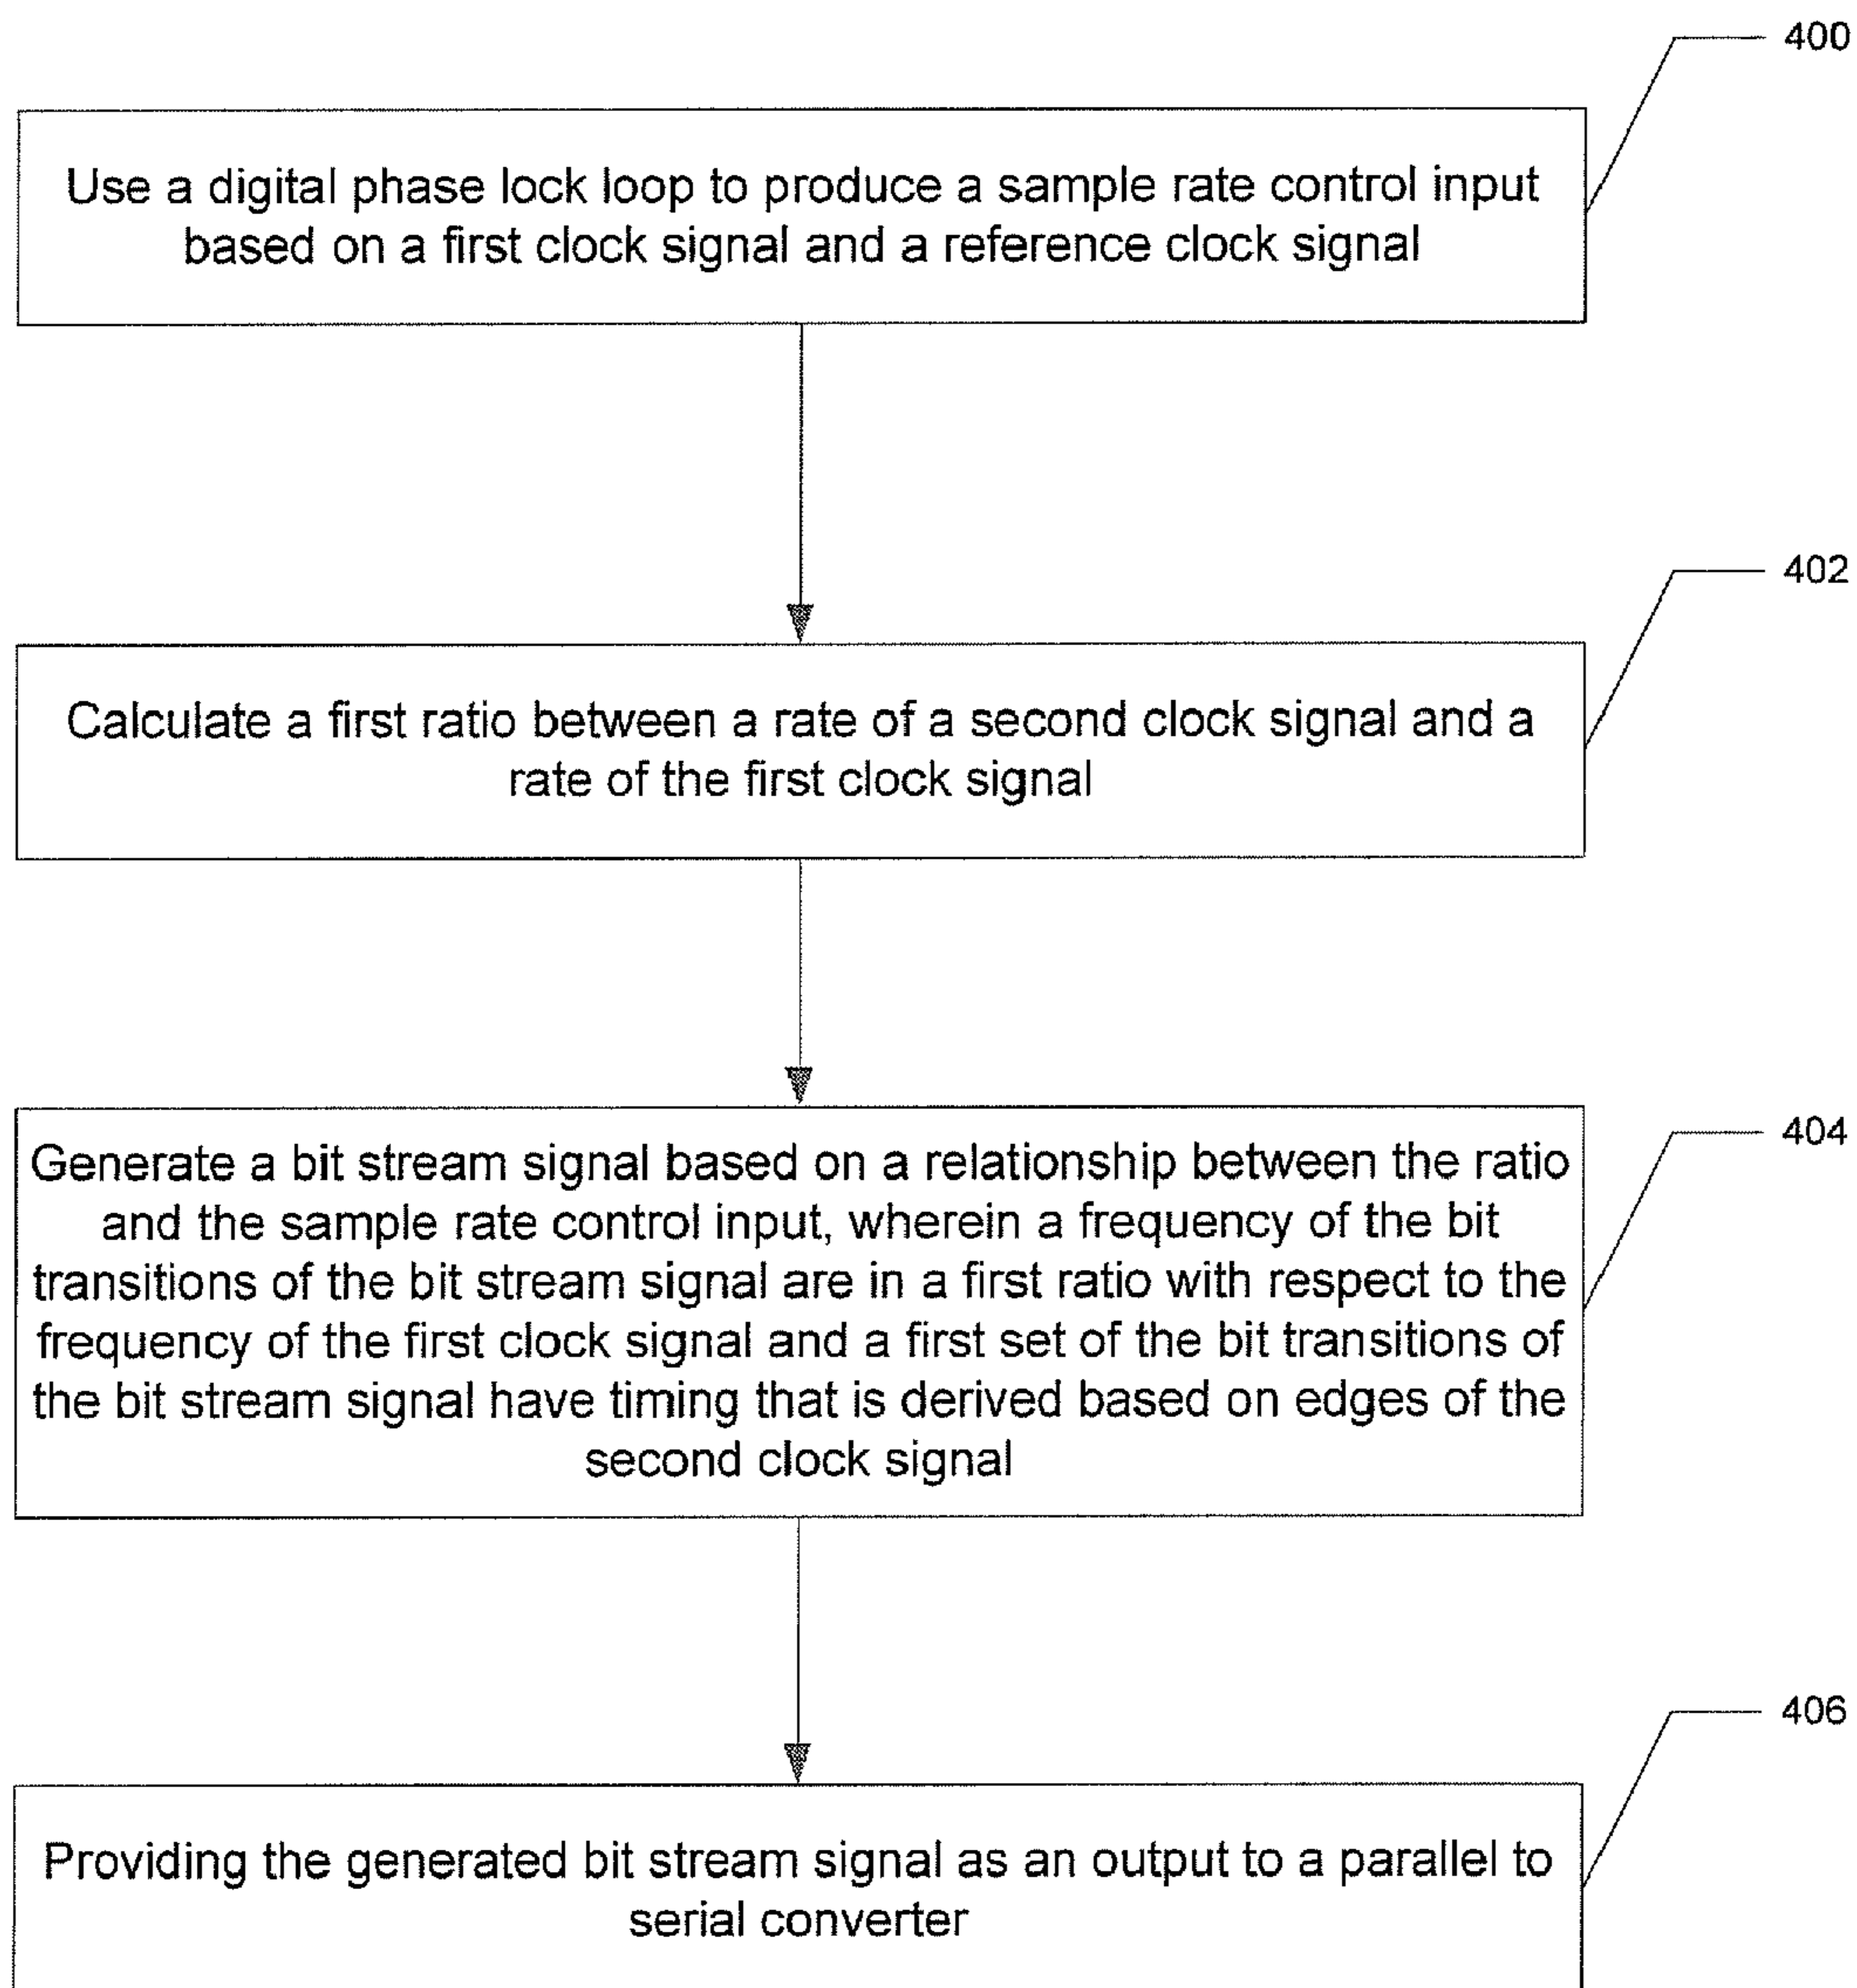 400
Use a digital phase lock loop to produce a sample rate control input
based on a first clock signal and a reference clock signal
402
Calculate a first ratio between a rate of a second clock signal and a
rate of the first clock signal
404
Generate a bit stream signal based on a relationship between the ratio
and the sample rate control input, wherein a frequency of the bit
transitions of the bit stream signal are in a first ratio with respect to the
frequency of the first clock signal and a first set of the bit transitions of
the bit stream signal have timing that is derived based on edges of the
second clock signal
406
Providing the generated bit stream signal as an output to a parallel to
serial converter